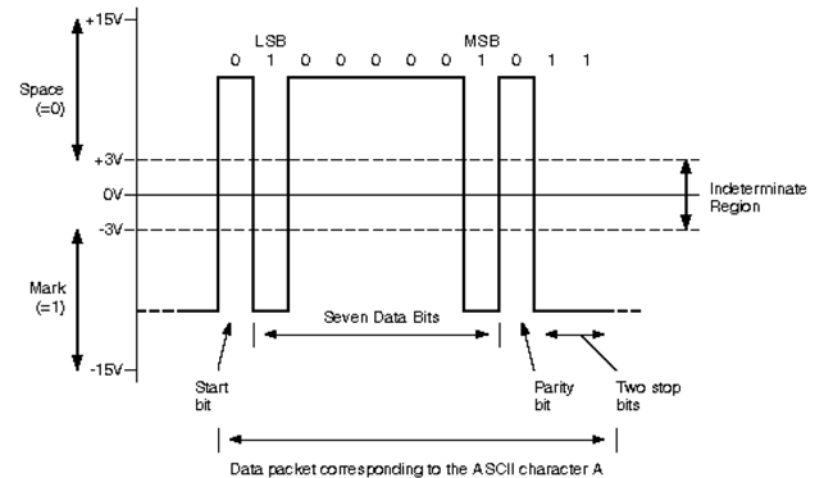 +15V
LSB MSB
0 1 0 0 0 0 0 1 0 1 1
Space
(=0)
+3V
0V
-3V
Indeterminate
Region
Mark
(=1)
Seven Data Bits
-15V
Start
bit
Parity
bit
Two stop
bits
Data packet corresponding to the ASCII character A